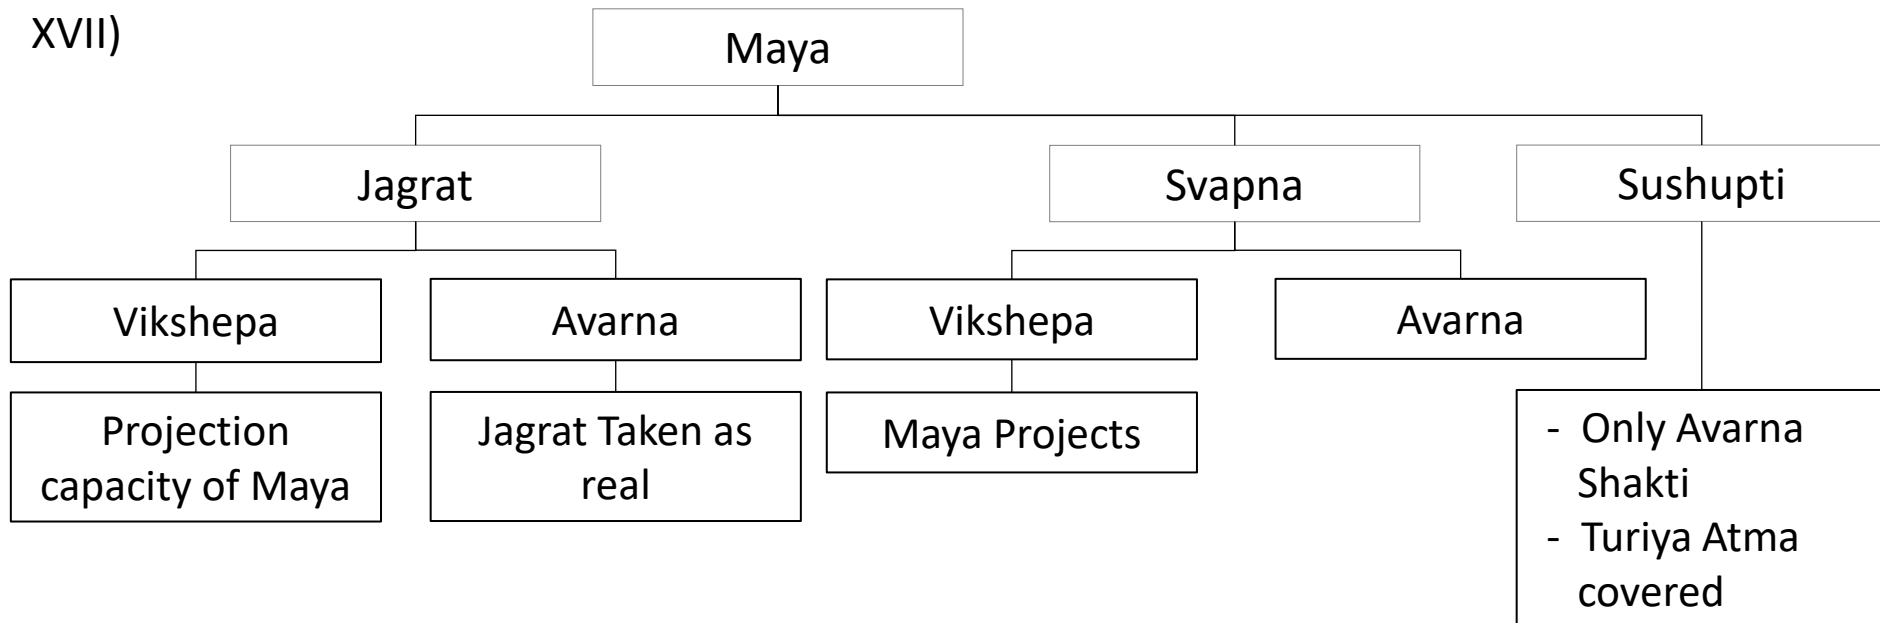 XVII)
Maya
Jagrat
Svapna
Sushupti
Vikshepa
Avarna
Vikshepa
Avarna
Projection
capacity of Maya
Jagrat Taken as
real
Maya Projects
- Only Avarna
Shakti
- Turiya Atma
covered